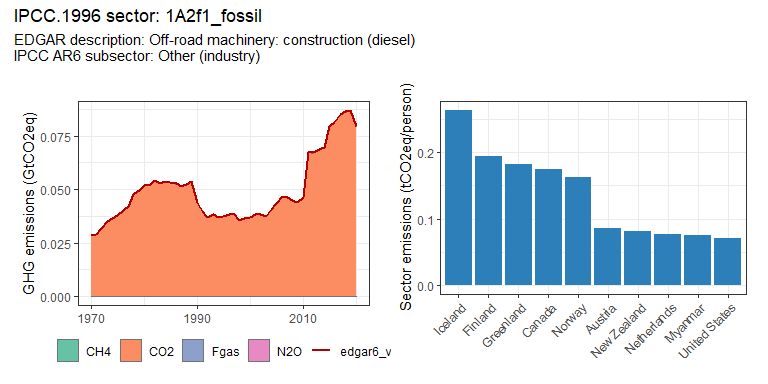 IPCC.1996 sector: 1A2f1_fossil
EDGAR description: Off-road machinery: construction (diesel)
IPCC AR6 subsector: Other (industry)
GHG emissions (GtCO2eq)
0.075
0.050
0.025
0.000
1970 1990 2010
CH4 CO2 Fgas N2O edgar6_v
Sector emissions (tCO2eq/person)
0.2
0.1
0.0
Iceland Finland Greenland Canada Norway Austria New Zealand Netherlands Myanmar United States